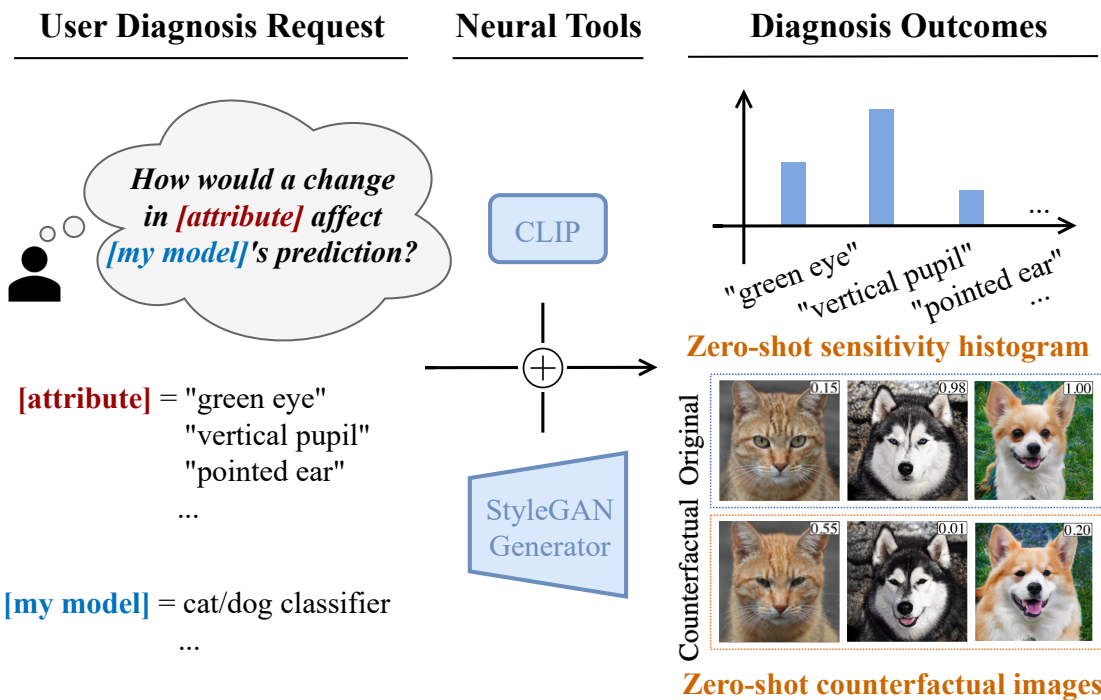 User Diagnosis Request
How would a change
in [attribute] affect
[my model]'s prediction?
[attribute] = "green eye"
"vertical pupil"
"pointed ear"
...
[my model] = cat/dog classifier
...
Neural Tools
CLIP
StyleGAN
Generator
Diagnosis Outcomes
...
"green eye"
"vertical pupil"
"pointed ear"
...
Zero-shot sensitivity histogram
Original
0.15
0.98
1.00
Counterfactual
0.55
0.01
0.20
Zero-shot counterfactual images